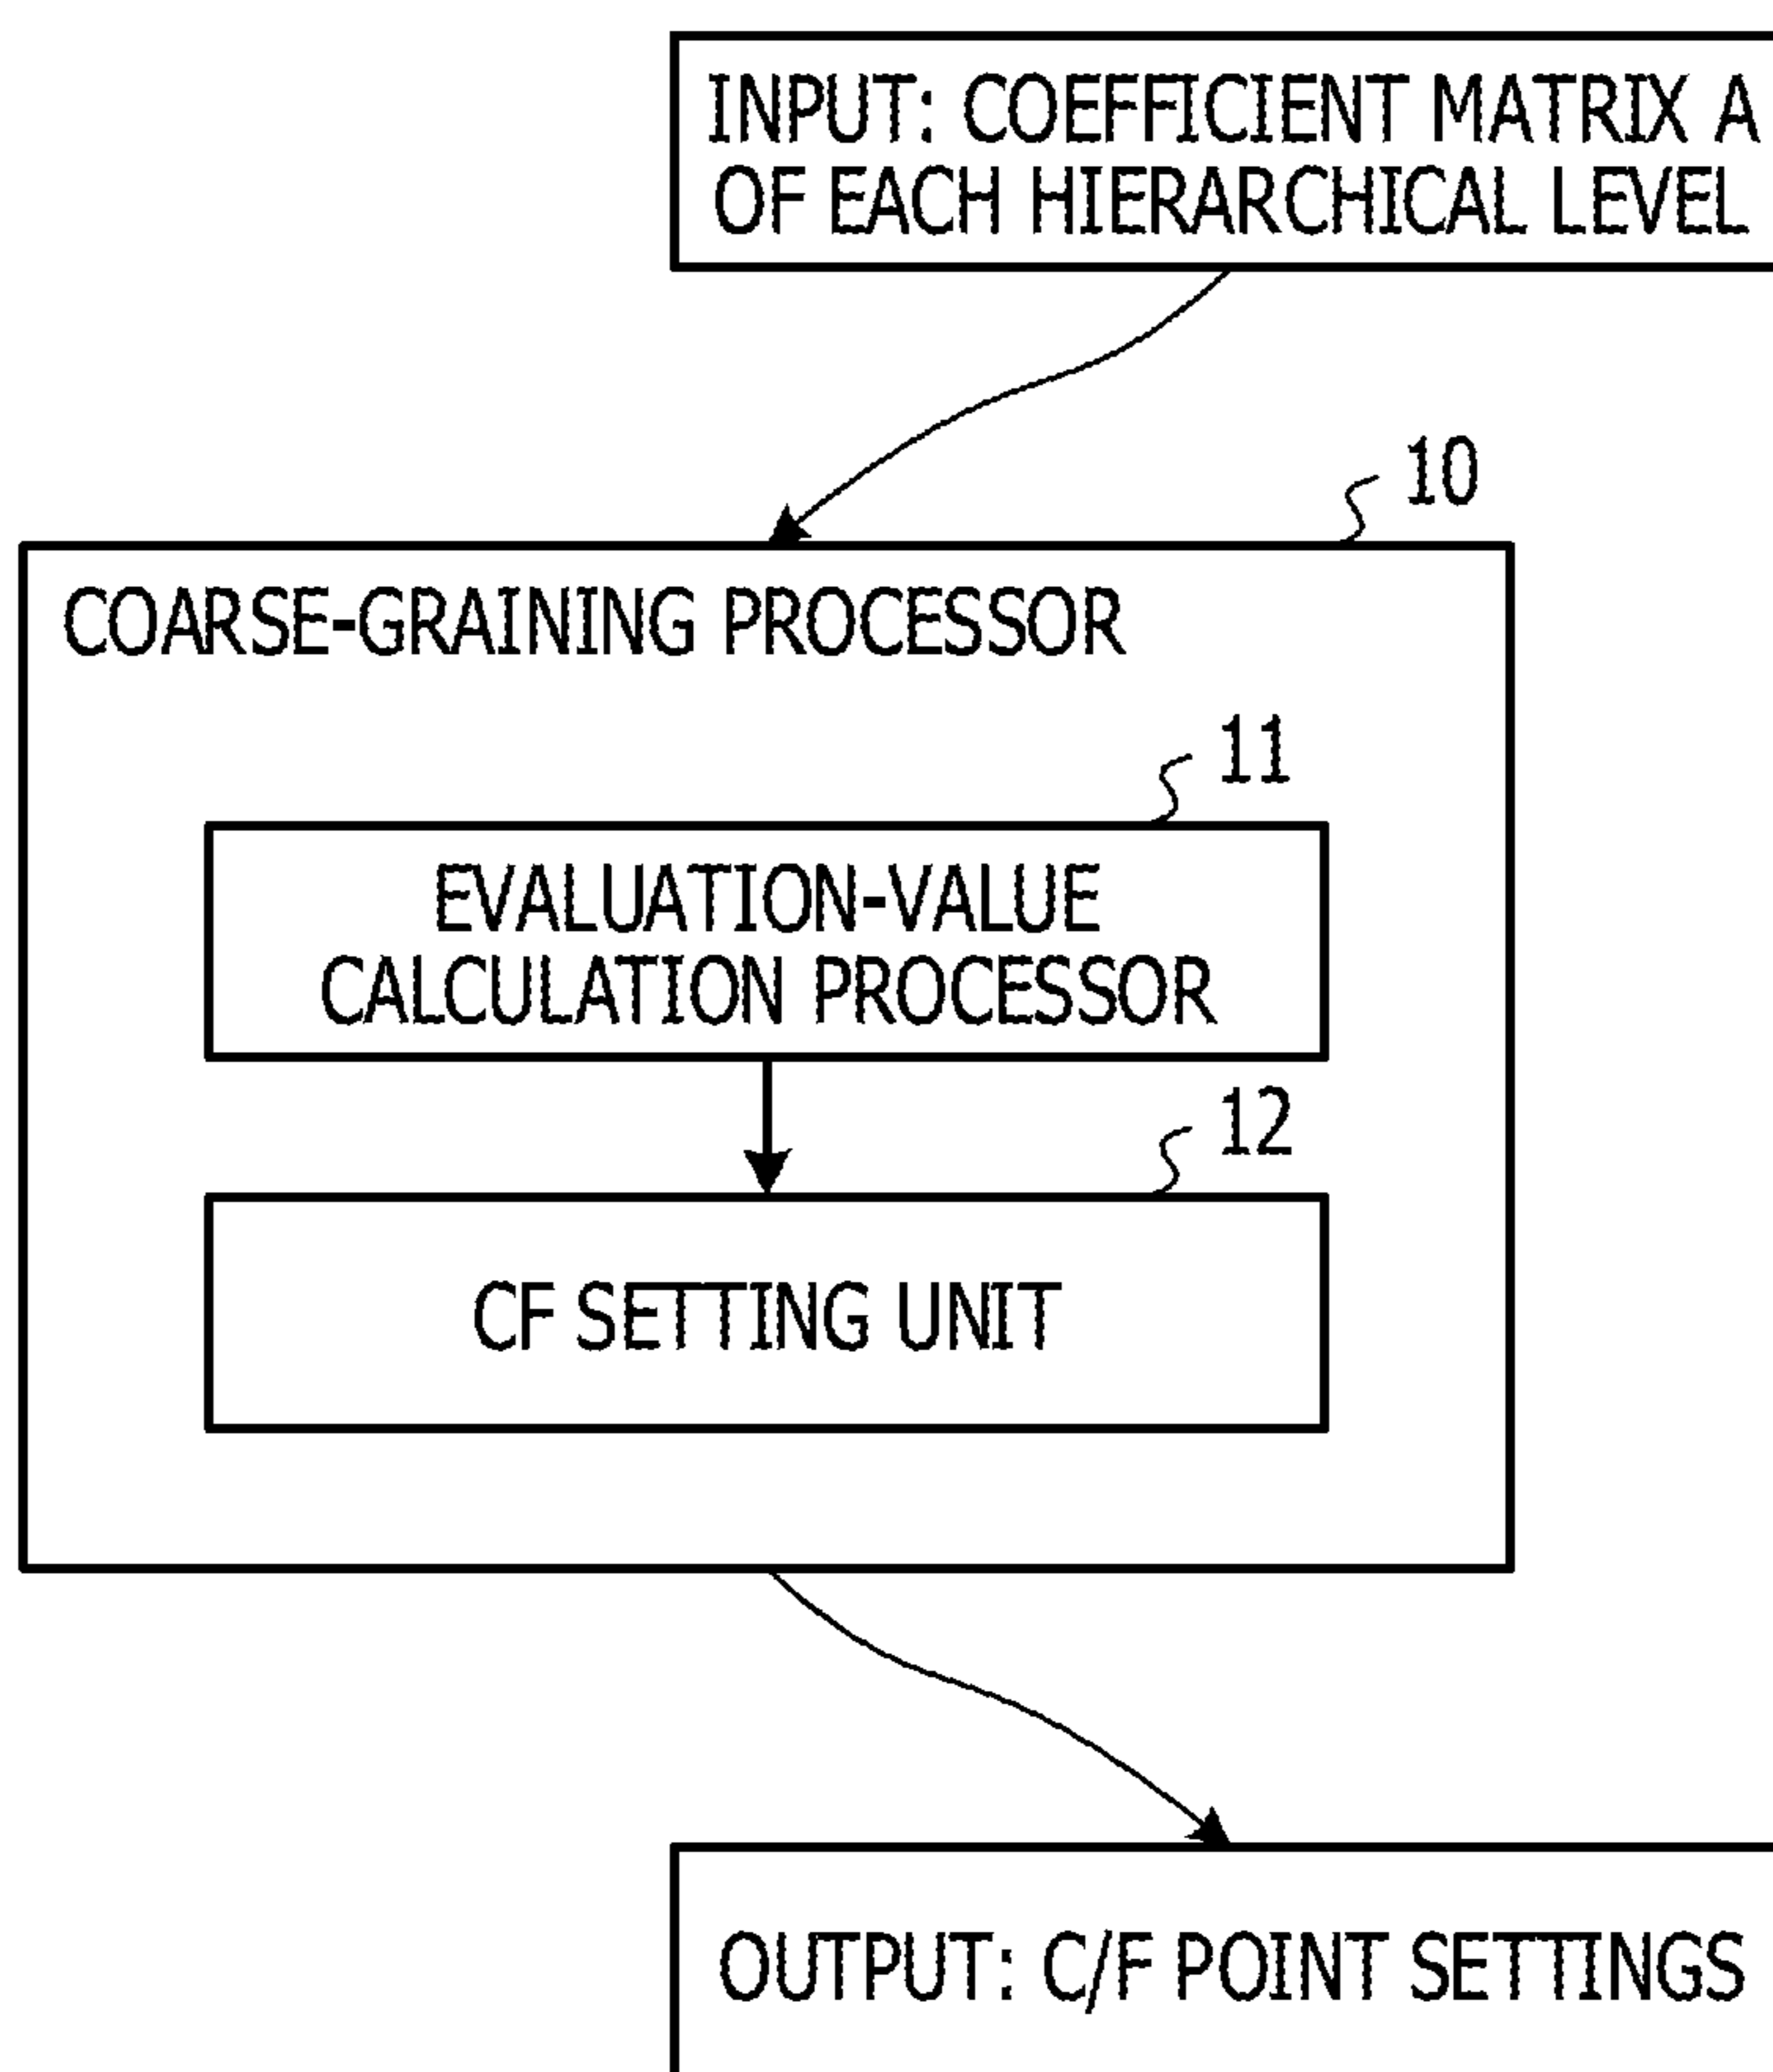 INPUT: COEFFICIENT MATRIX A
OF EACH HIERARCHICAL LEVEL
10
COARSE-GRAINING PROCESSOR
11
EVALUATION-VALUE
CALCULATION PROCESSOR
12
CF SETTING UNIT
OUTPUT: C/F POINT SETTINGS